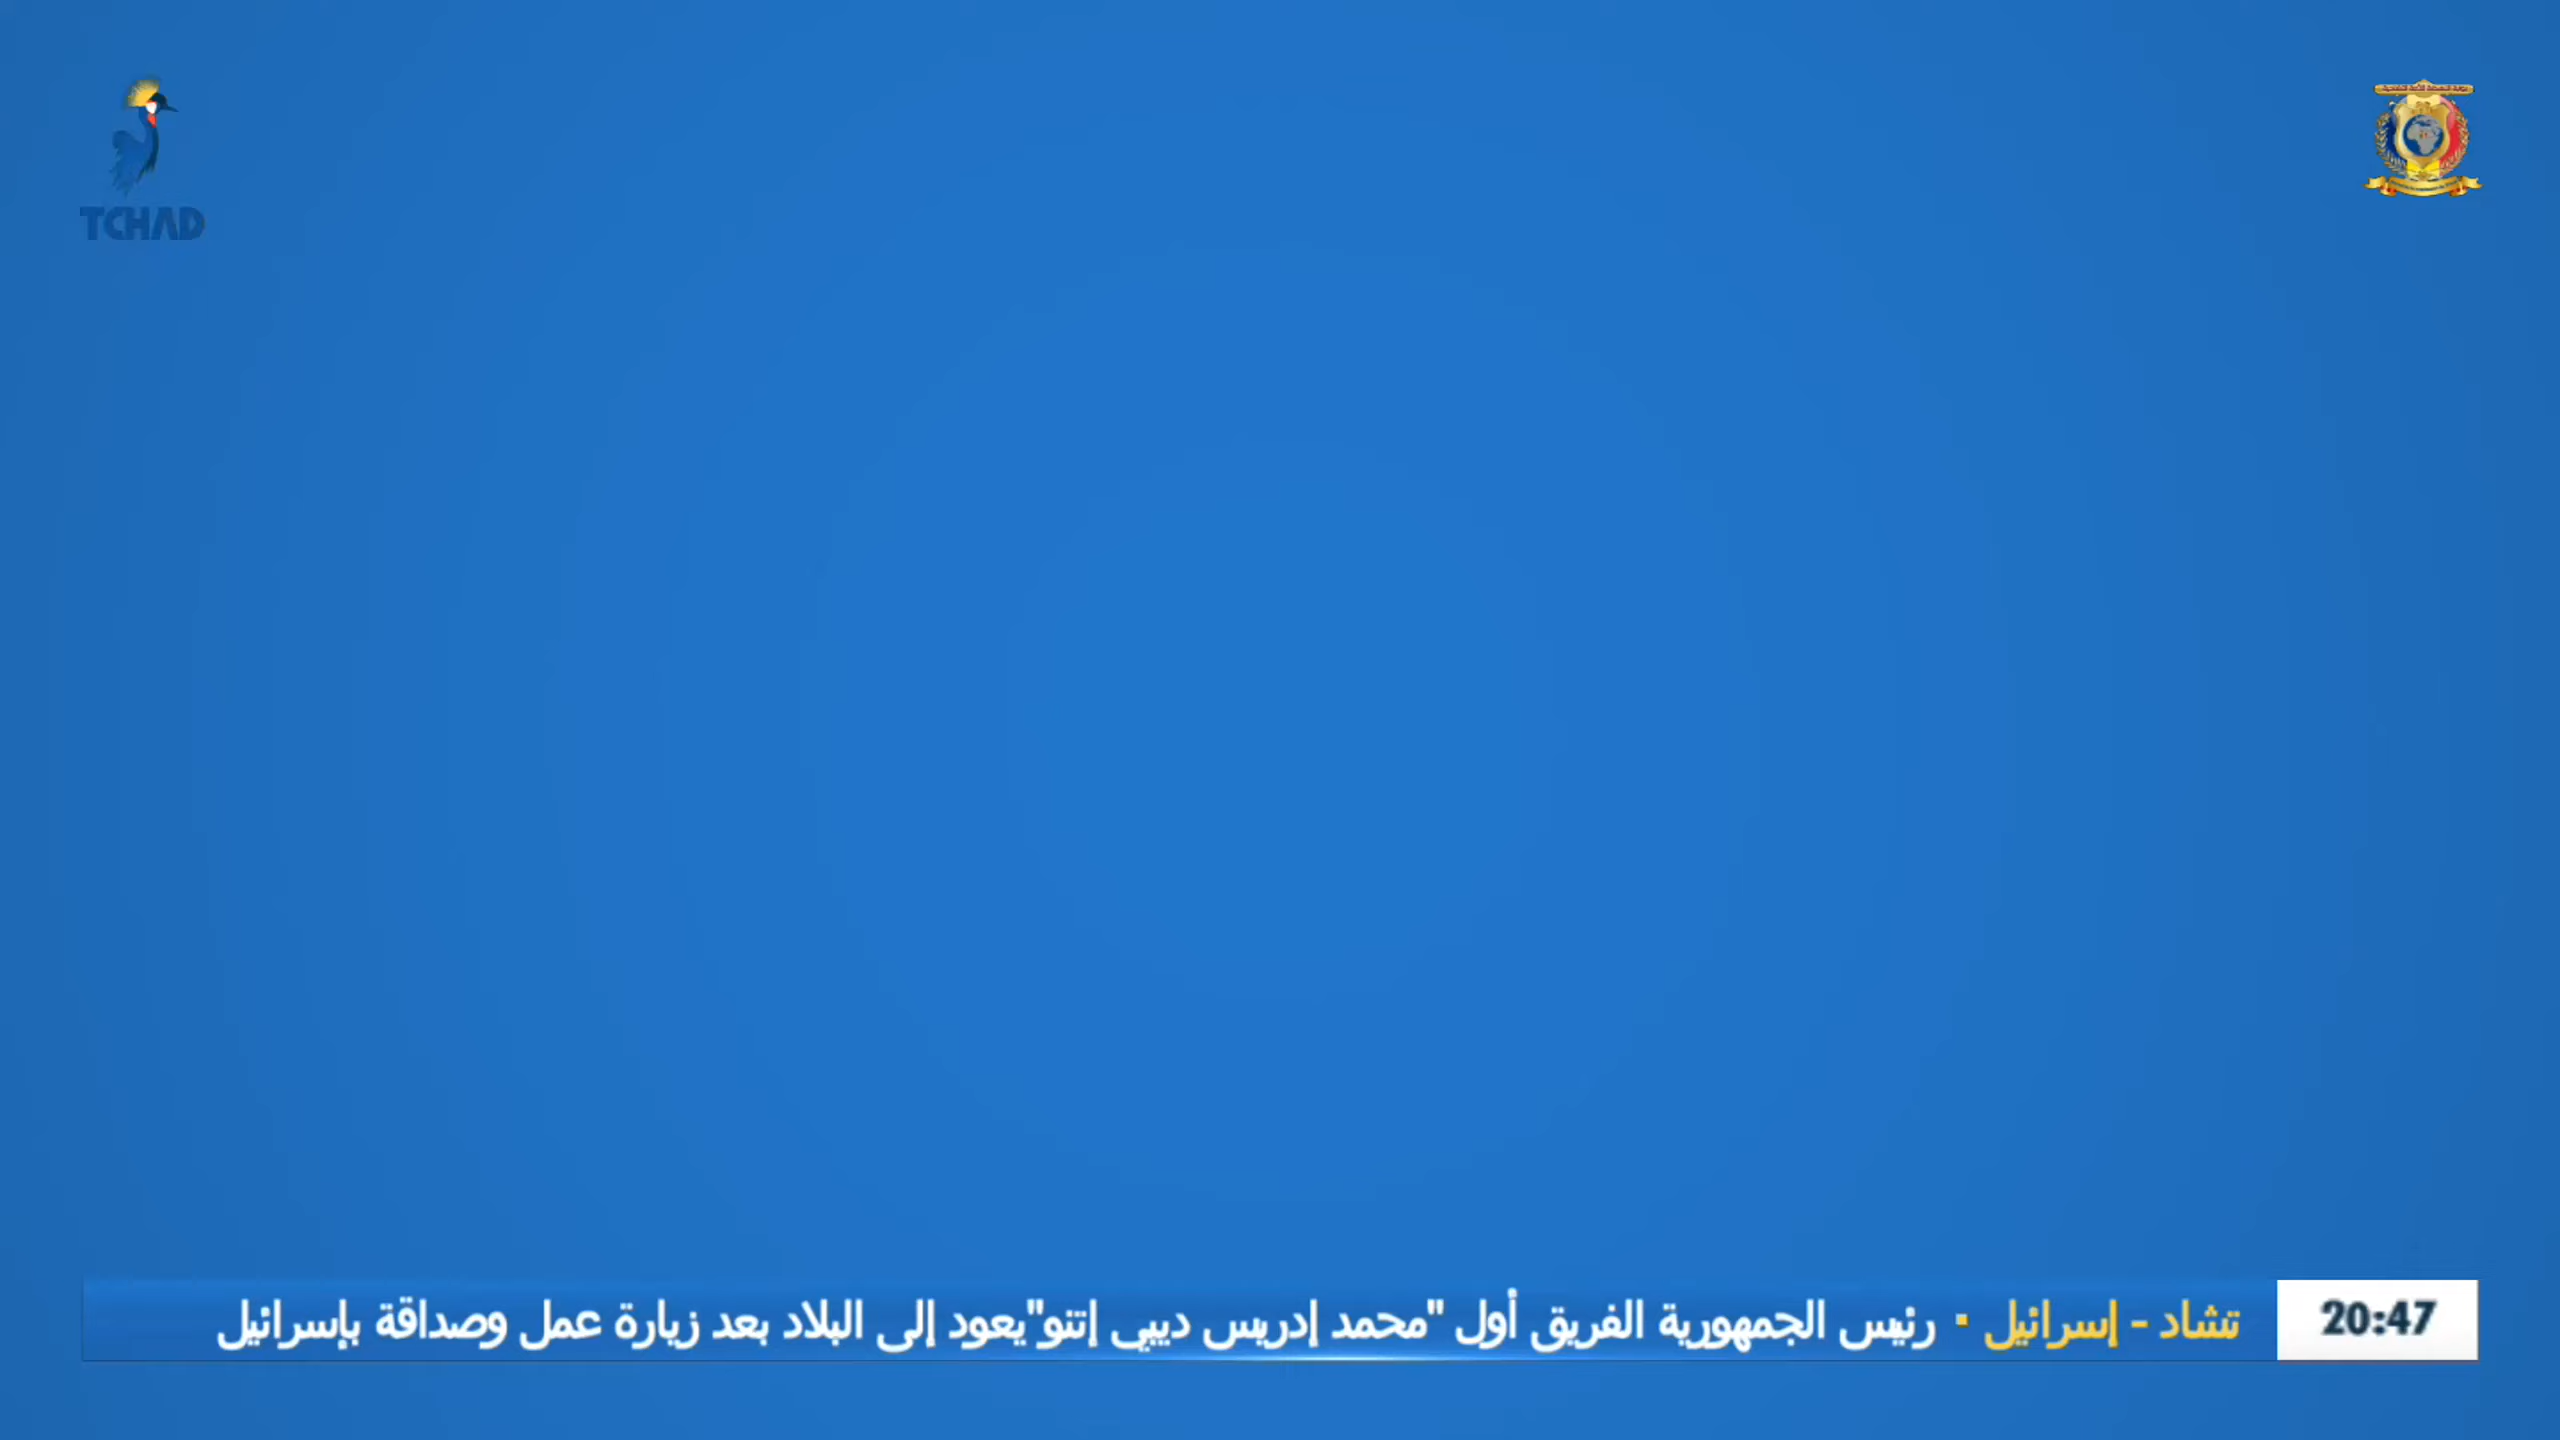 TCHAD
20:47
تشاد - إسرائيل ▪ رئيس الجمهورية الفريق أول "محمد إدريس ديبي إتنو"يعود إلى البلاد بعد زيارة عمل وصداقة بإسرائيل